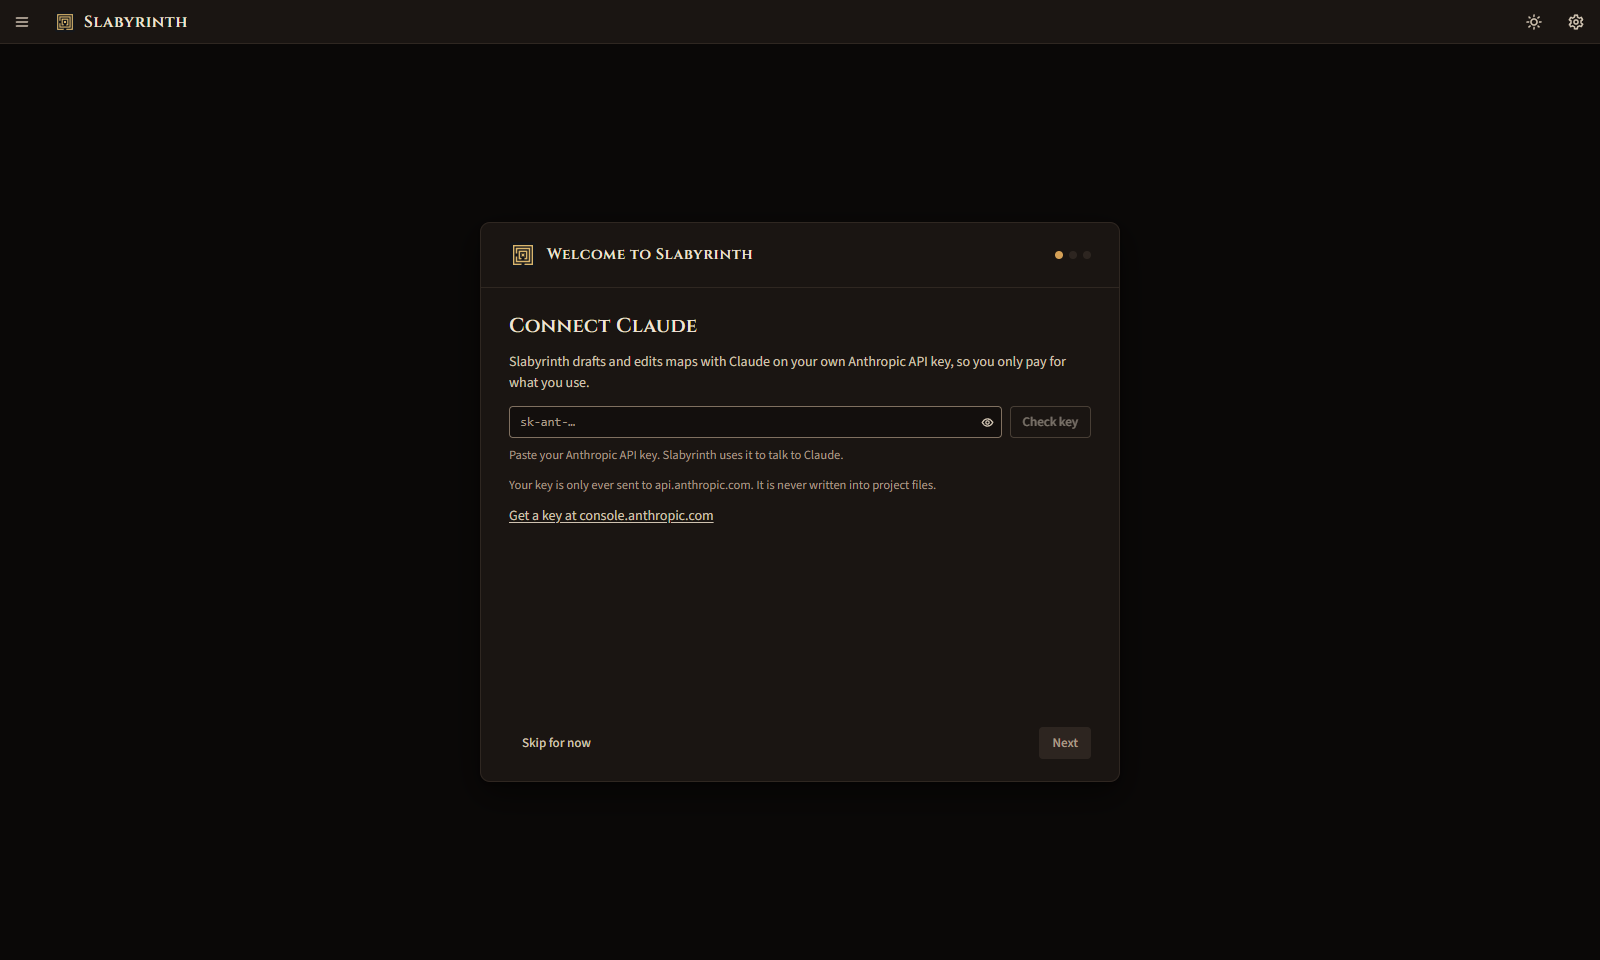 Slabyrinth
Welcome to Slabyrinth
Connect Claude
Slabyrinth drafts and edits maps with Claude on your own Anthropic API key, so you only pay for
what you use.
sk-ant-…
Check key
Paste your Anthropic API key. Slabyrinth uses it to talk to Claude.
Your key is only ever sent to api.anthropic.com. It is never written into project files.
Get a key at console.anthropic.com
Skip for now
Next